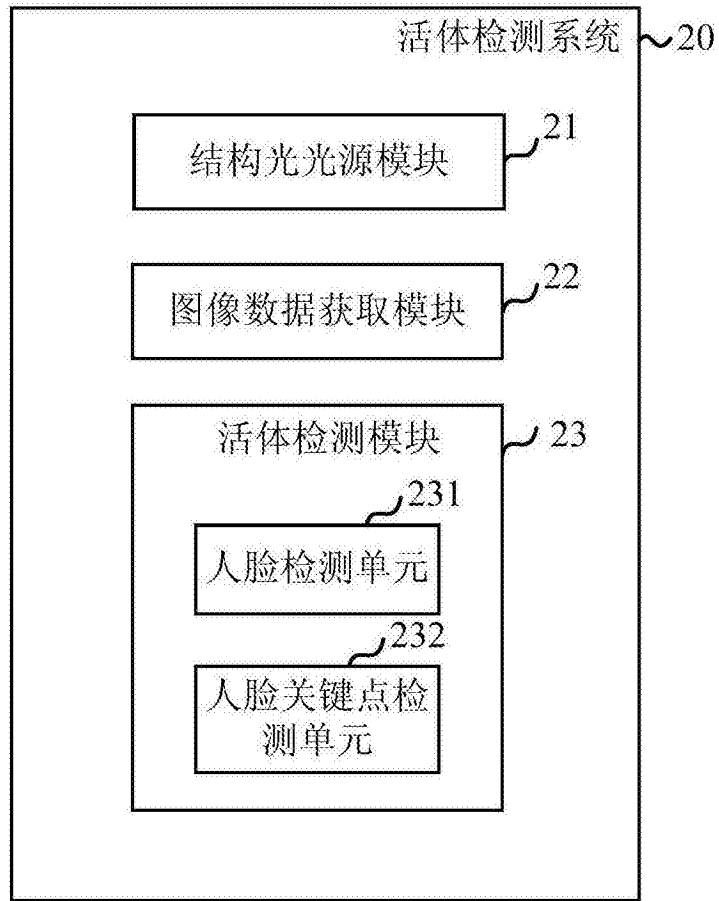 活体检测系统 20
结构光光源模块 21
图像数据获取模块 22
活体检测模块 23
231
人脸检测单元
232
人脸关键点检
测单元